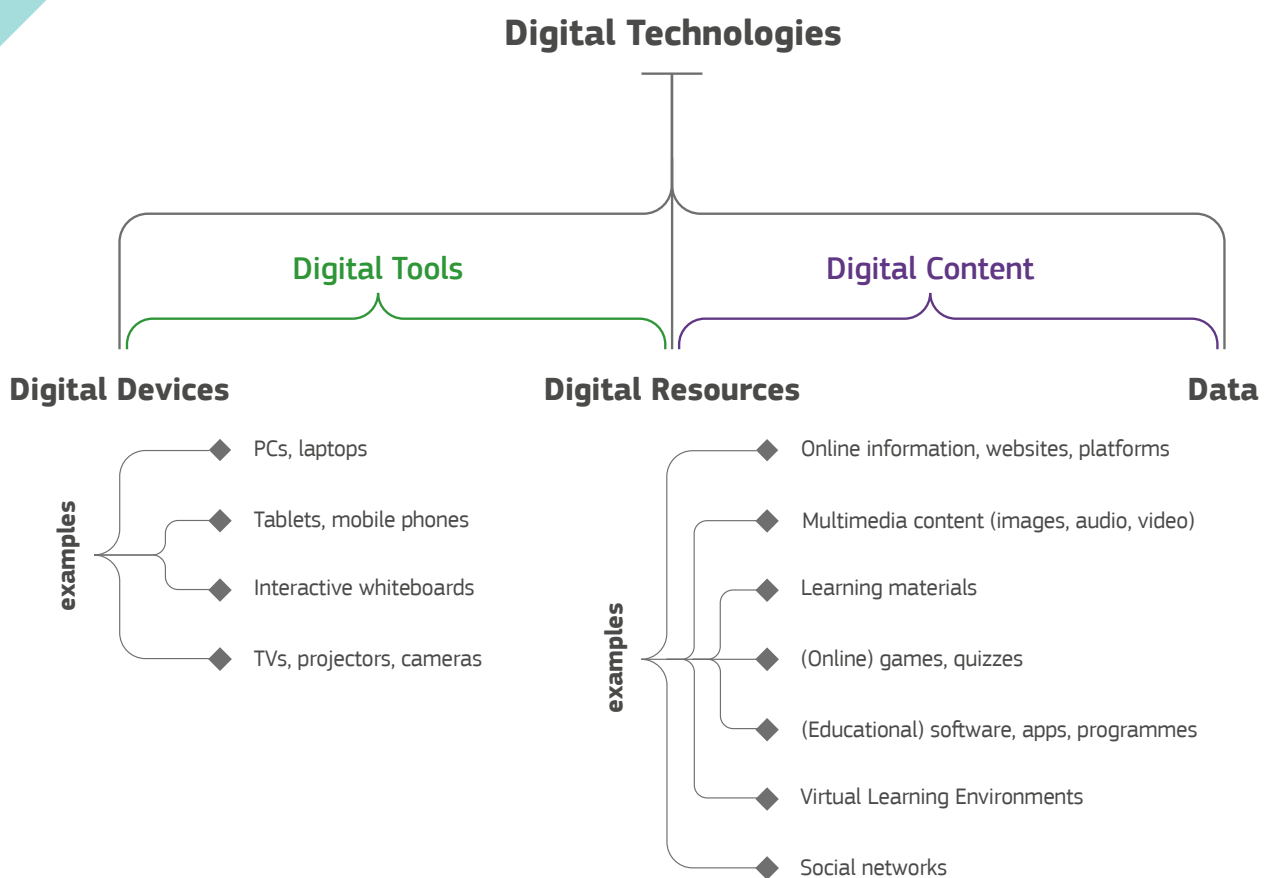 Digital Technologies
Digital Tools
Digital Content
Digital Devices
Digital Resources
Data
examples
PCs, laptops
Tablets, mobile phones
Interactive whiteboards
TVs, projectors, cameras
examples
Online information, websites, platforms
Multimedia content (images, audio, video)
Learning materials
(Online) games, quizzes
(Educational) software, apps, programmes
Virtual Learning Environments
Social networks